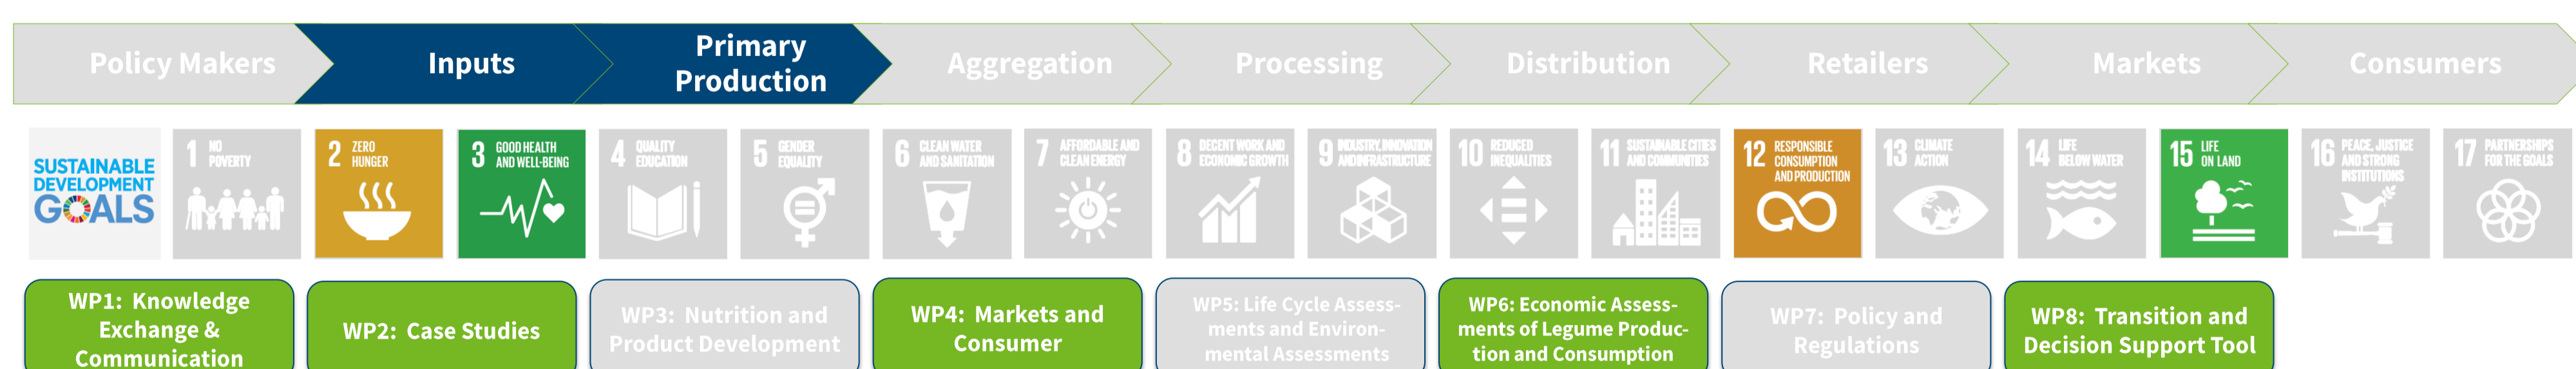 Policy Makers
Inputs
Primary
Production
Aggregation
Processing
Distribution
Retailers
Markets
Consumers
SUSTAINABLE
DEVELOPMENT
GOALS
1 NO
POVERTY
2 ZERO
HUNGER
3 GOOD HEALTH
AND WELL-BEING
4 QUALITY
EDUCATION
5 GENDER
EQUALITY
6 CLEAN WATER
AND SANITATION
7 AFFORDABLE AND
CLEAN ENERGY
8 DECENT WORK AND
ECONOMIC GROWTH
9 INDUSTRY, INNOVATION
AND INFRASTRUCTURE
10 REDUCED
INEQUALITIES
11 SUSTAINABLE CITIES
AND COMMUNITIES
12 RESPONSIBLE
CONSUMPTION
AND PRODUCTION
13 CLIMATE
ACTION
14 LIFE
BELOW WATER
15 LIFE
ON LAND
16 PEACE, JUSTICE
AND STRONG
INSTITUTIONS
17 PARTNERSHIPS
FOR THE GOALS
WP1: Knowledge
Exchange &
Communication
WP2: Case Studies
WP3: Nutrition and
Product Development
WP4: Markets and
Consumer
WP5: Life Cycle Assess-
ments and Environ-
mental Assessments
WP6: Economic Assess-
ments of Legume Produc-
tion and Consumption
WP7: Policy and
Regulations
WP8: Transition and
Decision Support Tool